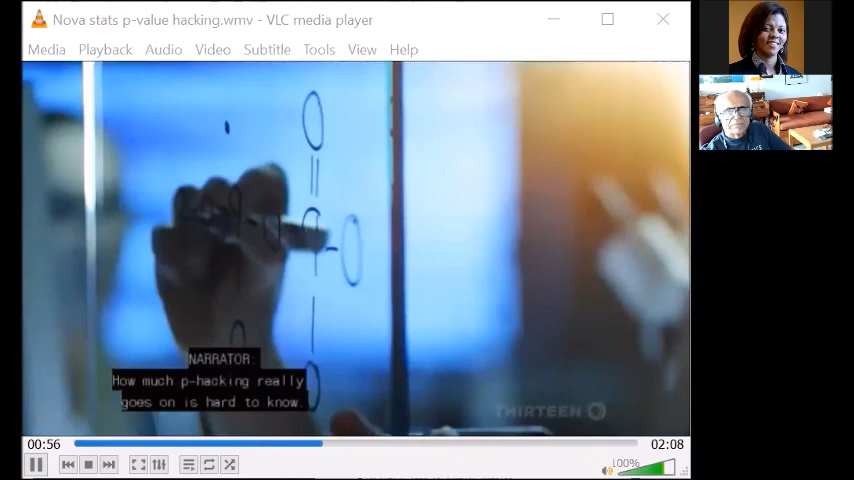 Nova stats p-value hacking.wmv - VLC media player
Media Playback Audio Video Subtitle Tools View Help
NARRATOR:
How much p-hacking really
goes on is hard to know.
THIRTEEN
00:56
02:08
100%